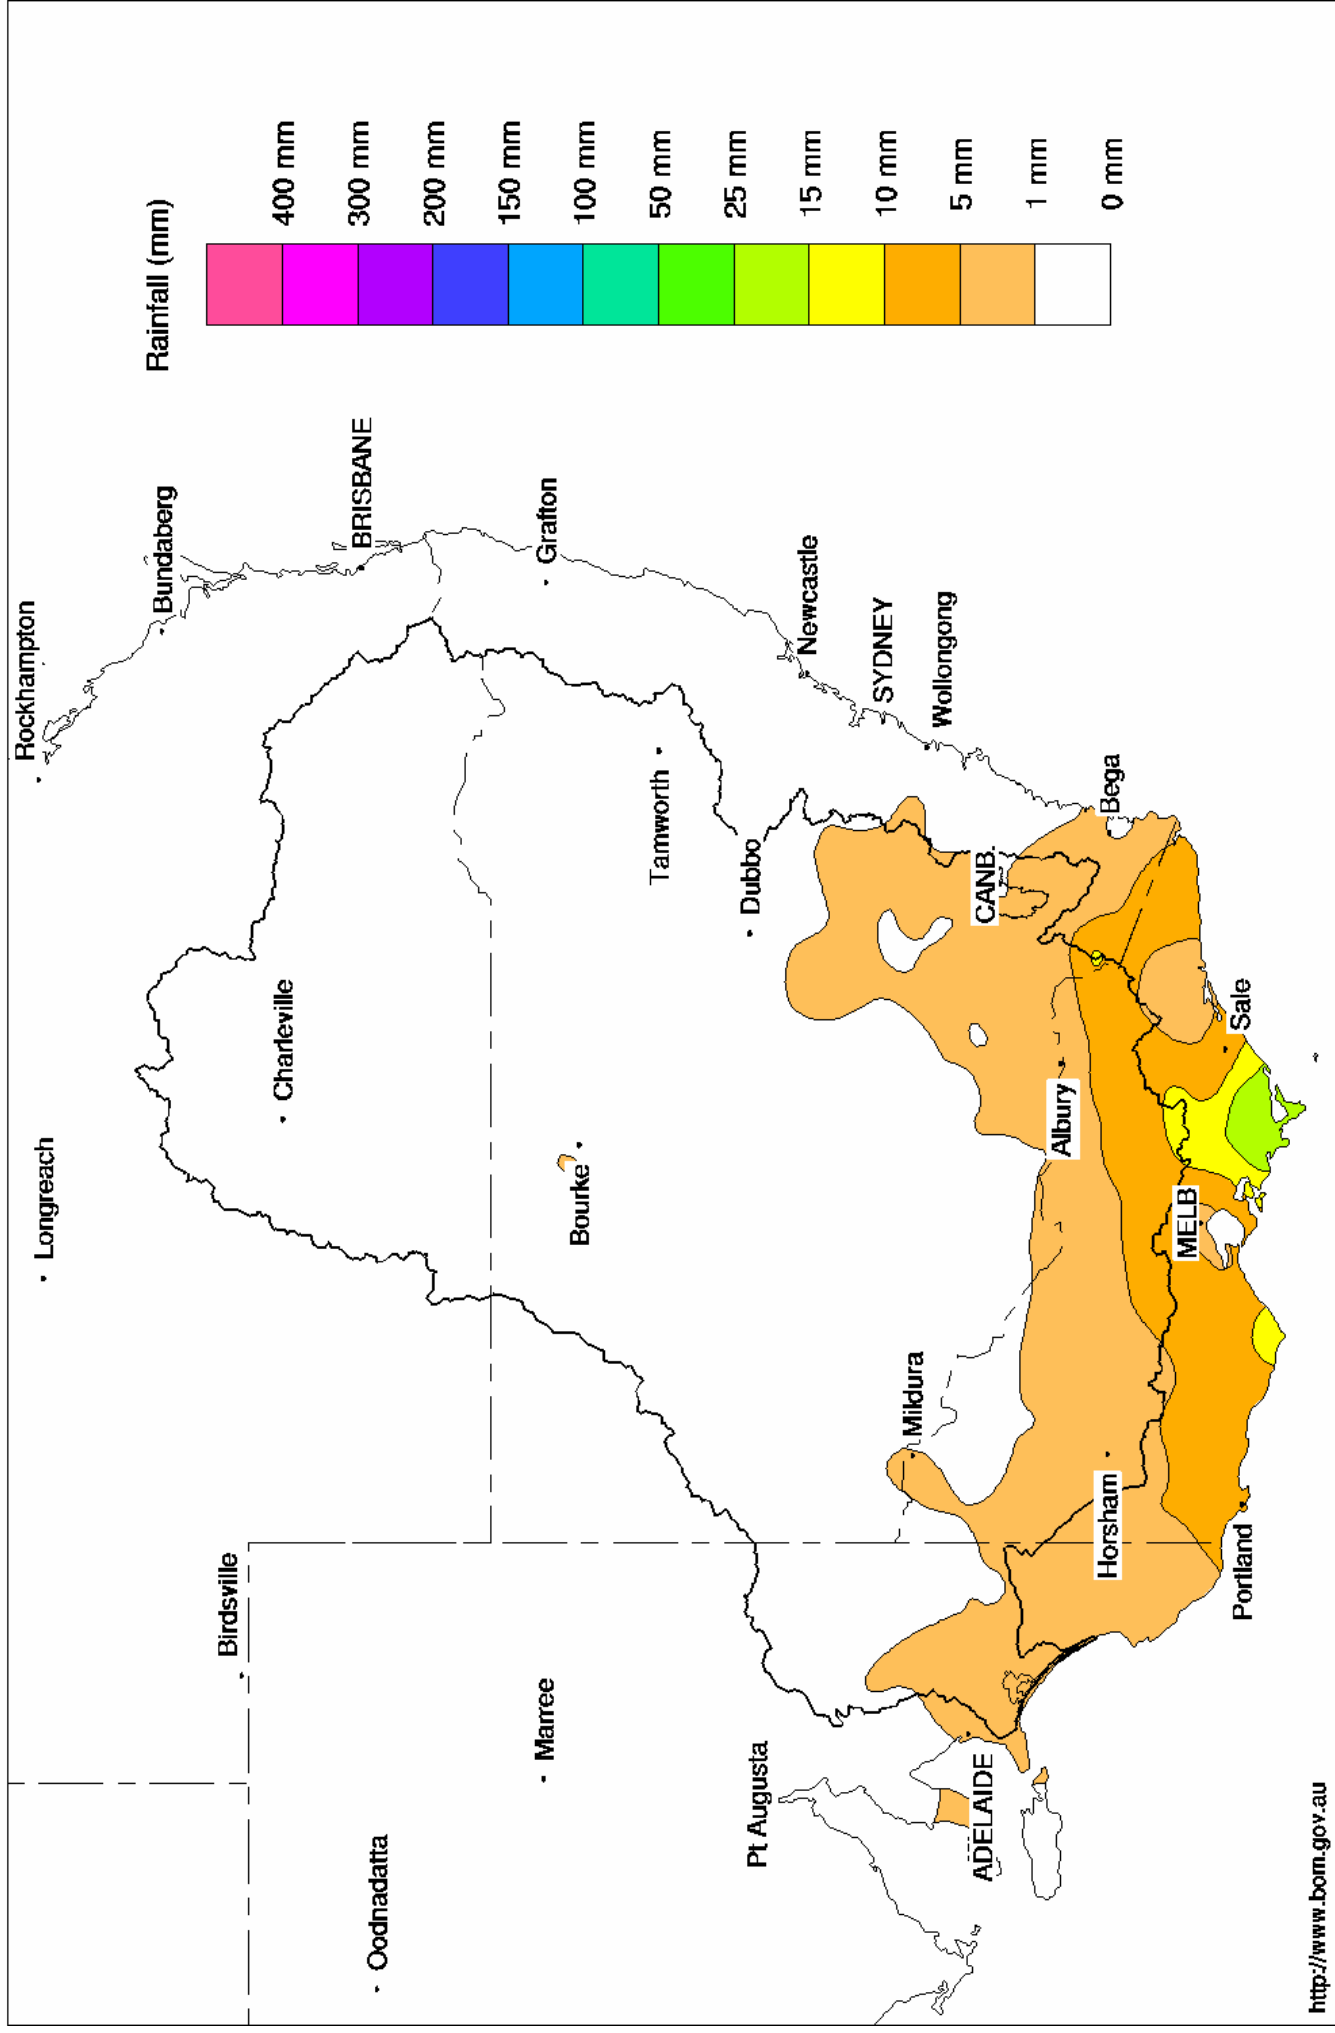 Rockhampton
Longreach
Bundaberg
Birdsville
BRISBANE
Charleville
Oodnadatta
Grafton
Marree
Bourke
Tamworth
Dubbo
Newcastle
Pt Augusta
SYDNEY
Mildura
Wollongong
CANB.
ADELAIDE
Albury
Bega
Horsham
MELB
Sale
Portland
Rainfall (mm)
400 mm
300 mm
200 mm
150 mm
100 mm
50 mm
25 mm
15 mm
10 mm
5 mm
1 mm
0 mm
http://www.bom.gov.au